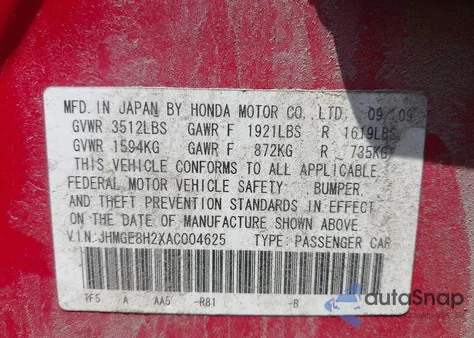 MFD. IN JAPAN BY HONDA MOTOR CO., LTD. 09/09
GVWR 3512LBS GAWR F 1921LBS R 1619LBS
GVWR 1594KG GAWR F 872KG R 735KG
THIS VEHICLE CONFORMS TO ALL APPLICABLE
FEDERAL MOTOR VEHICLE SAFETY, BUMPER,
AND THEFT PREVENTION STANDARDS IN EFFECT
ON THE DATE OF MANUFACTURE SHOWN ABOVE.
V.IN:JHMGE8H2XAC004625 TYPE: PASSENGER CAR
TF5 A AA5 -R81 -B
autaSnap